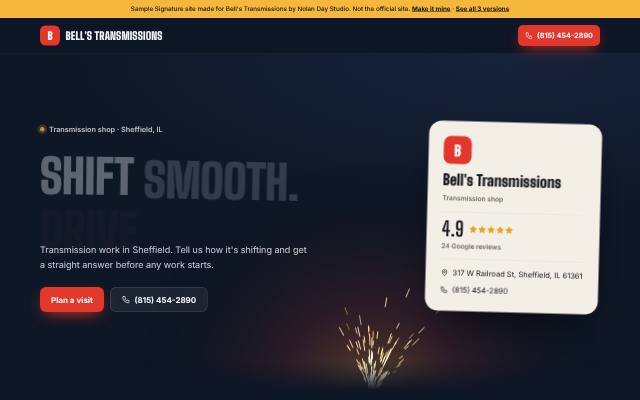 Sample Signature site made for Bell's Transmissions by Nolan Day Studio. Not the official site. Make it mine · See all 3 versions
B BELL'S TRANSMISSIONS
(815) 454-2890
Transmission shop · Sheffield, IL
SHIFT SMOOTH.
DRIVE
Transmission work in Sheffield. Tell us how it's shifting and get
a straight answer before any work starts.
Plan a visit
(815) 454-2890
B
Bell's Transmissions
Transmission shop
4.9 ★★★★★
24 Google reviews
317 W Railroad St, Sheffield, IL 61361
(815) 454-2890